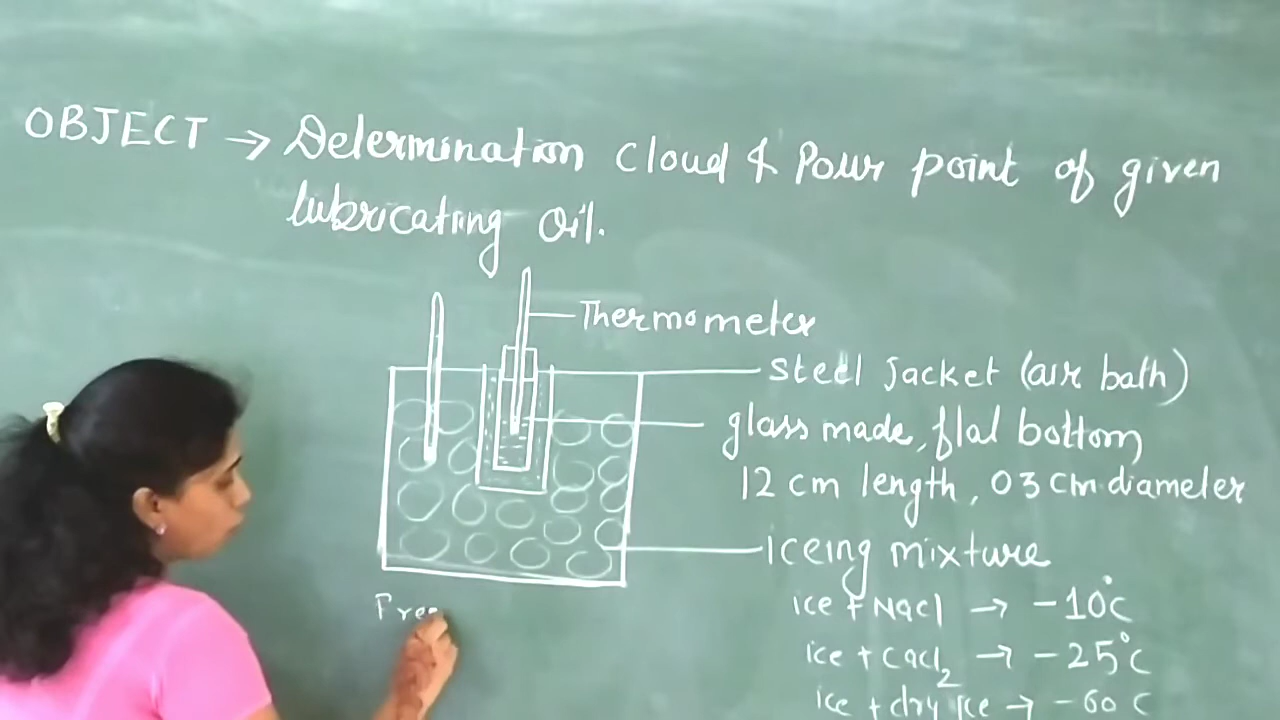 OBJECT → Determination Cloud & Pour point of given
lubricating Oil.
Thermometer
Steel Jacket (air bath)
glass made, flat bottom,
12 cm length, 03 cm diameter
iceing mixture
ice + NaCl → -10°C
ice + CaCl₂ → -25°C
ice + dry ice → -60 C
Free